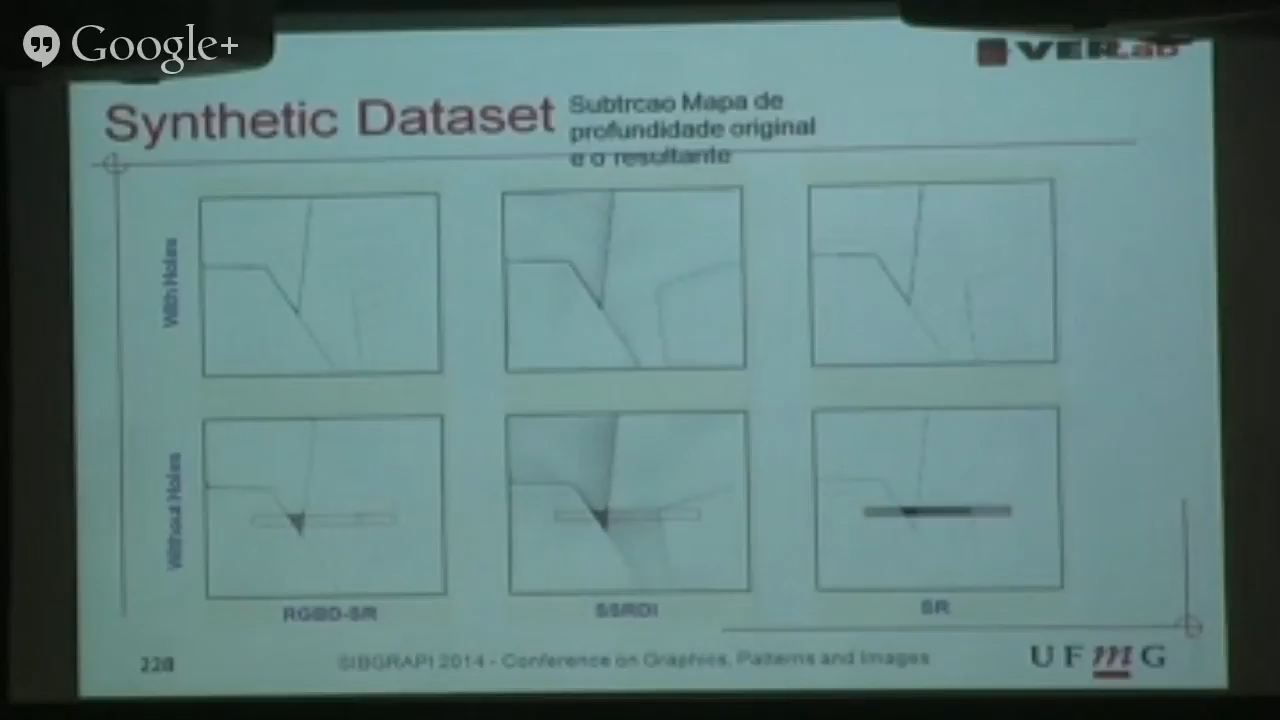 Google+
VERLab
Synthetic Dataset
Subtrcao Mapa de
profundidade original
e o resultante
With Holes
Without Holes
RGBD-SR
SSRDI
SR
228
SIBGRAPI 2014 - Conference on Graphics, Patterns and Images
UFmG